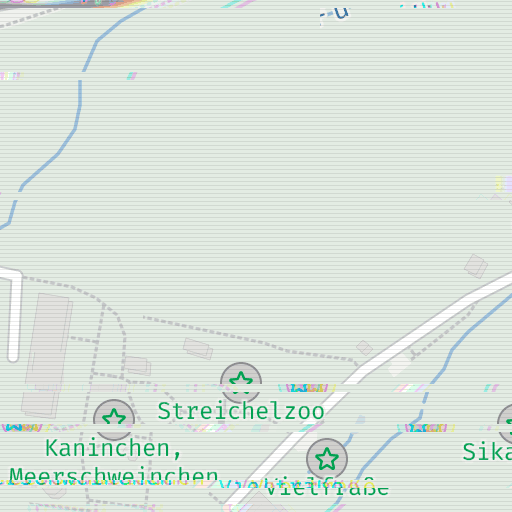 Streichelzoo
Kaninchen,
Meerschweinchen
Vielfraße
Sika